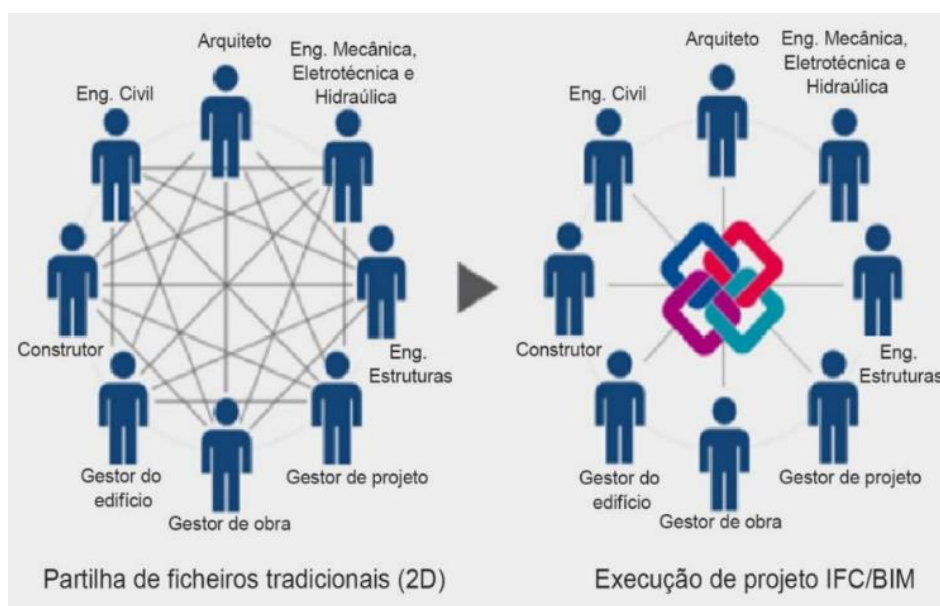 Arquiteto
Eng. Mecânica,
Eletrotécnica e
Hidraúlica
Eng. Civil
Construtor
Eng.
Estruturas
Gestor do
edifício
Gestor de projeto
Gestor de obra
Partilha de ficheiros tradicionais (2D)
Arquiteto
Eng. Mecânica,
Eletrotécnica e
Hidraúlica
Eng. Civil
Construtor
Eng.
Estruturas
Gestor do
edifício
Gestor de projeto
Gestor de obra
Execução de projeto IFC/BIM